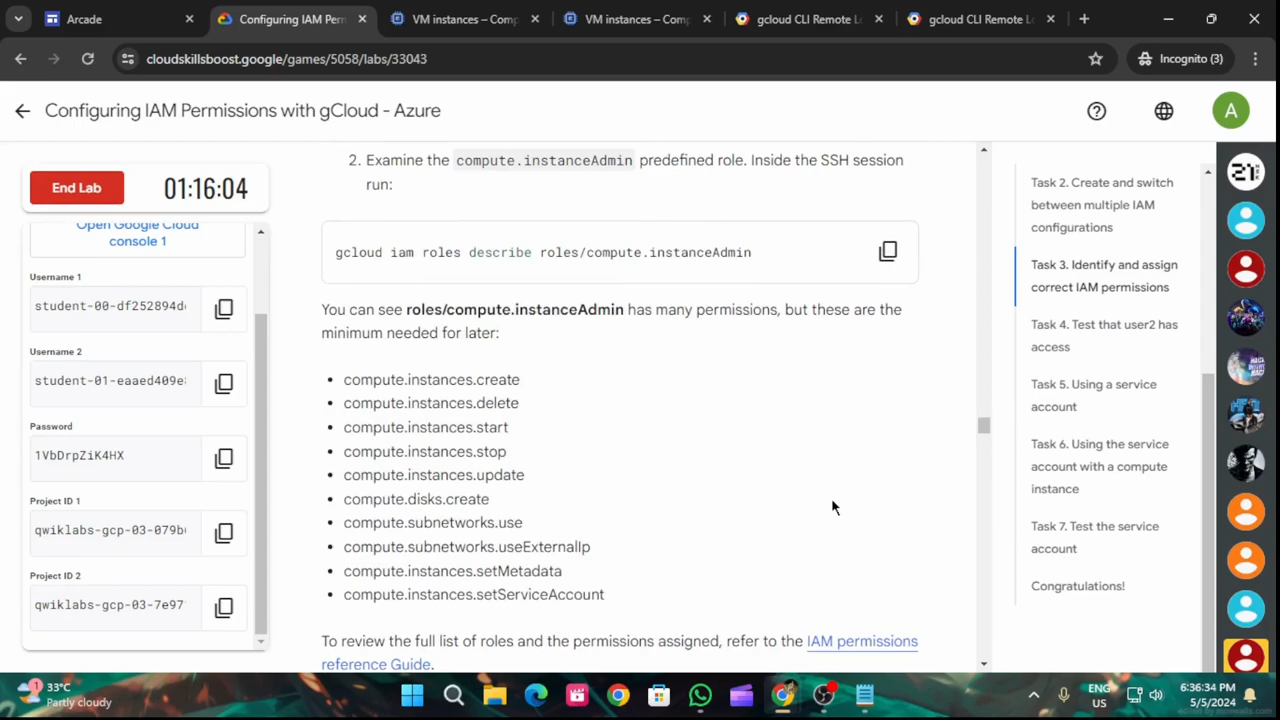 Arcade
Configuring IAM Perm
VM instances – Comp
VM instances – Comp
gcloud CLI Remote L
gcloud CLI Remote L
cloudskillsboost.google/games/5058/labs/33043
Incognito (3)
Configuring IAM Permissions with gCloud - Azure
A
End Lab
01:16:04
Open Google Cloud
console 1
Username 1
student-00-df252894d
Username 2
student-01-eaaed409e
Password
1VbDrpZiK4HX
Project ID 1
qwiklabs-gcp-03-079b
Project ID 2
qwiklabs-gcp-03-7e97
2. Examine the compute.instanceAdmin predefined role. Inside the SSH session
run:
gcloud iam roles describe roles/compute.instanceAdmin
You can see roles/compute.instanceAdmin has many permissions, but these are the
minimum needed for later:
• compute.instances.create
• compute.instances.delete
• compute.instances.start
• compute.instances.stop
• compute.instances.update
• compute.disks.create
• compute.subnetworks.use
• compute.subnetworks.useExternalIp
• compute.instances.setMetadata
• compute.instances.setServiceAccount
To review the full list of roles and the permissions assigned, refer to the IAM permissions
reference Guide.
Task 2. Create and switch
between multiple IAM
configurations
Task 3. Identify and assign
correct IAM permissions
Task 4. Test that user2 has
access
Task 5. Using a service
account
Task 6. Using the service
account with a compute
instance
Task 7. Test the service
account
Congratulations!
21
1
33°C
Partly cloudy
ENG
US
6:36:34 PM
5/5/2024